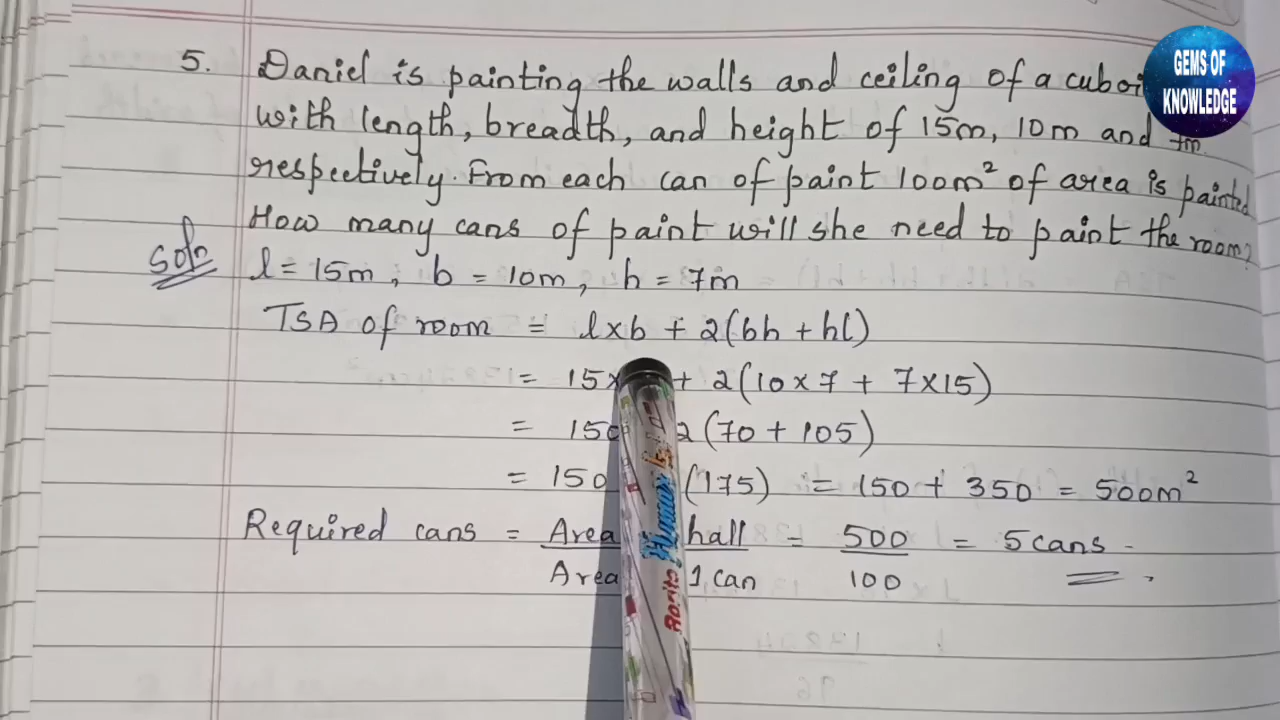 GEMS OF
KNOWLEDGE
5. Daniel is painting the walls and ceiling of a cuboi
with length, breadth, and height of 15m, 10m and 7m
respectively. From each can of paint 100m² of area is painted
How many cans of paint will she need to paint the room?
Soln l = 15m, b = 10m, h = 7m
TSA of room = l×b + 2(bh + hl)
= 15× + 2(10×7 + 7×15)
= 150 2(70 + 105)
= 150 (175) = 150 + 350 = 500m²
Required cans = Area hall = 500 = 5 cans
Area 1 Can 100
Rorito